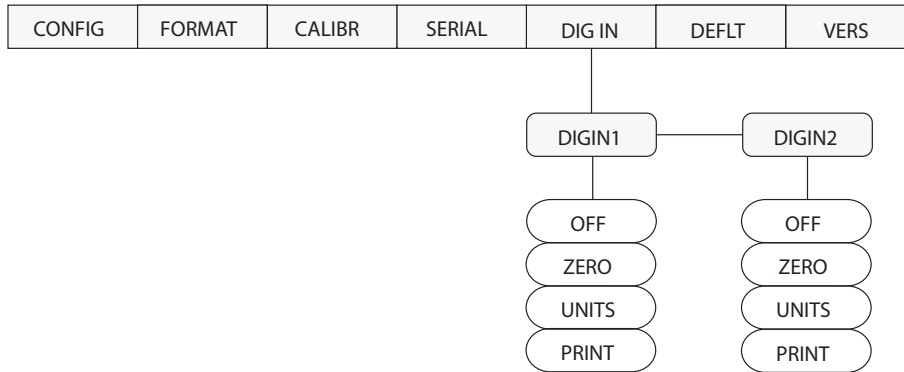 CONFIG FORMAT CALIBR SERIAL DIG IN DEFLT VERS
DIGIN1 DIGIN2
OFF OFF
ZERO ZERO
UNITS UNITS
PRINT PRINT